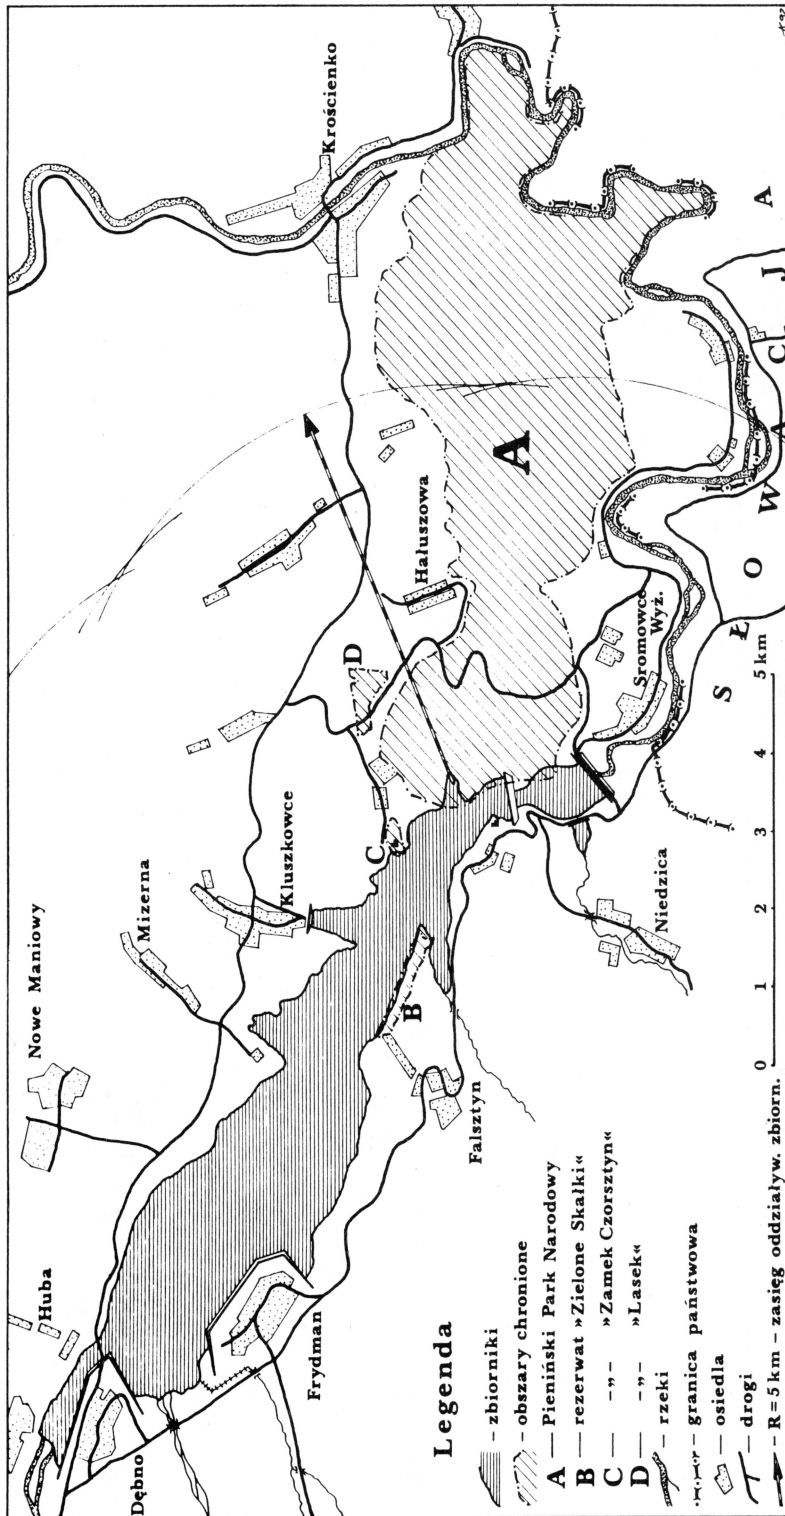 Krościenko
Nowe Maniowy
Mizerna
Kluszkowce
Huba
Dębno
Frydman
Falsztyn
Niedzica
Hałuszowa
Sromowce
Wyż.
A
B
C
D
S Ł O W A C J A
0 1 2 3 4 5 km
Legenda
– zbiorniki
– obszary chronione
A — Pieniński Park Narodowy
B — rezerwat »Zielone Skałki«
C — -„- »Zamek Czorsztyn«
D — -„- »Lasek«
– rzeki
– granica państwowa
– osiedla
– drogi
– R=5 km – zasięg oddziaływ. zbiorn.